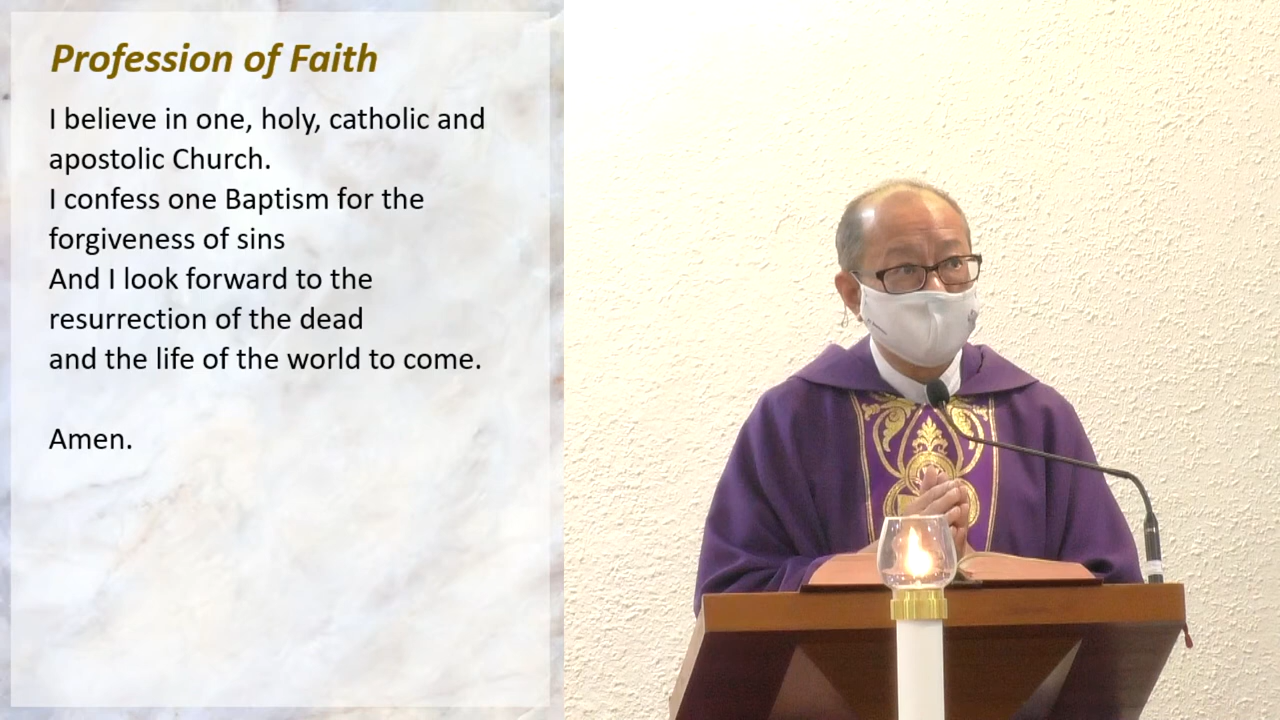 Profession of Faith
I believe in one, holy, catholic and
apostolic Church.
I confess one Baptism for the
forgiveness of sins
And I look forward to the
resurrection of the dead
and the life of the world to come.
Amen.